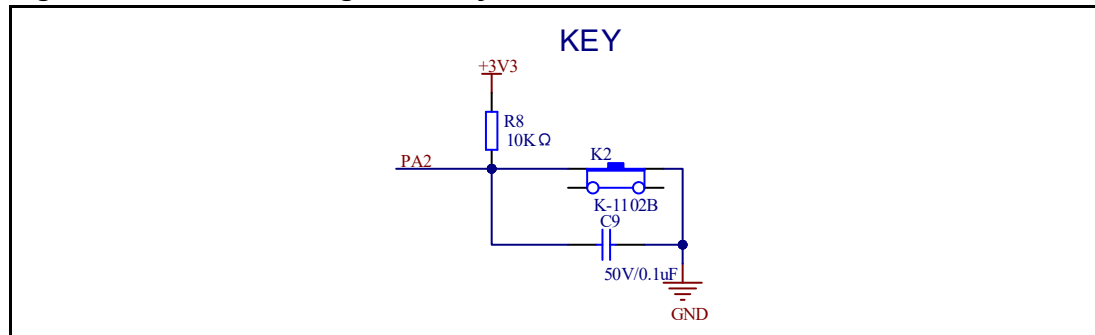 KEY
+3V3
R8
10KΩ
PA2
K2
K-1102B
C9
50V/0.1uF
GND